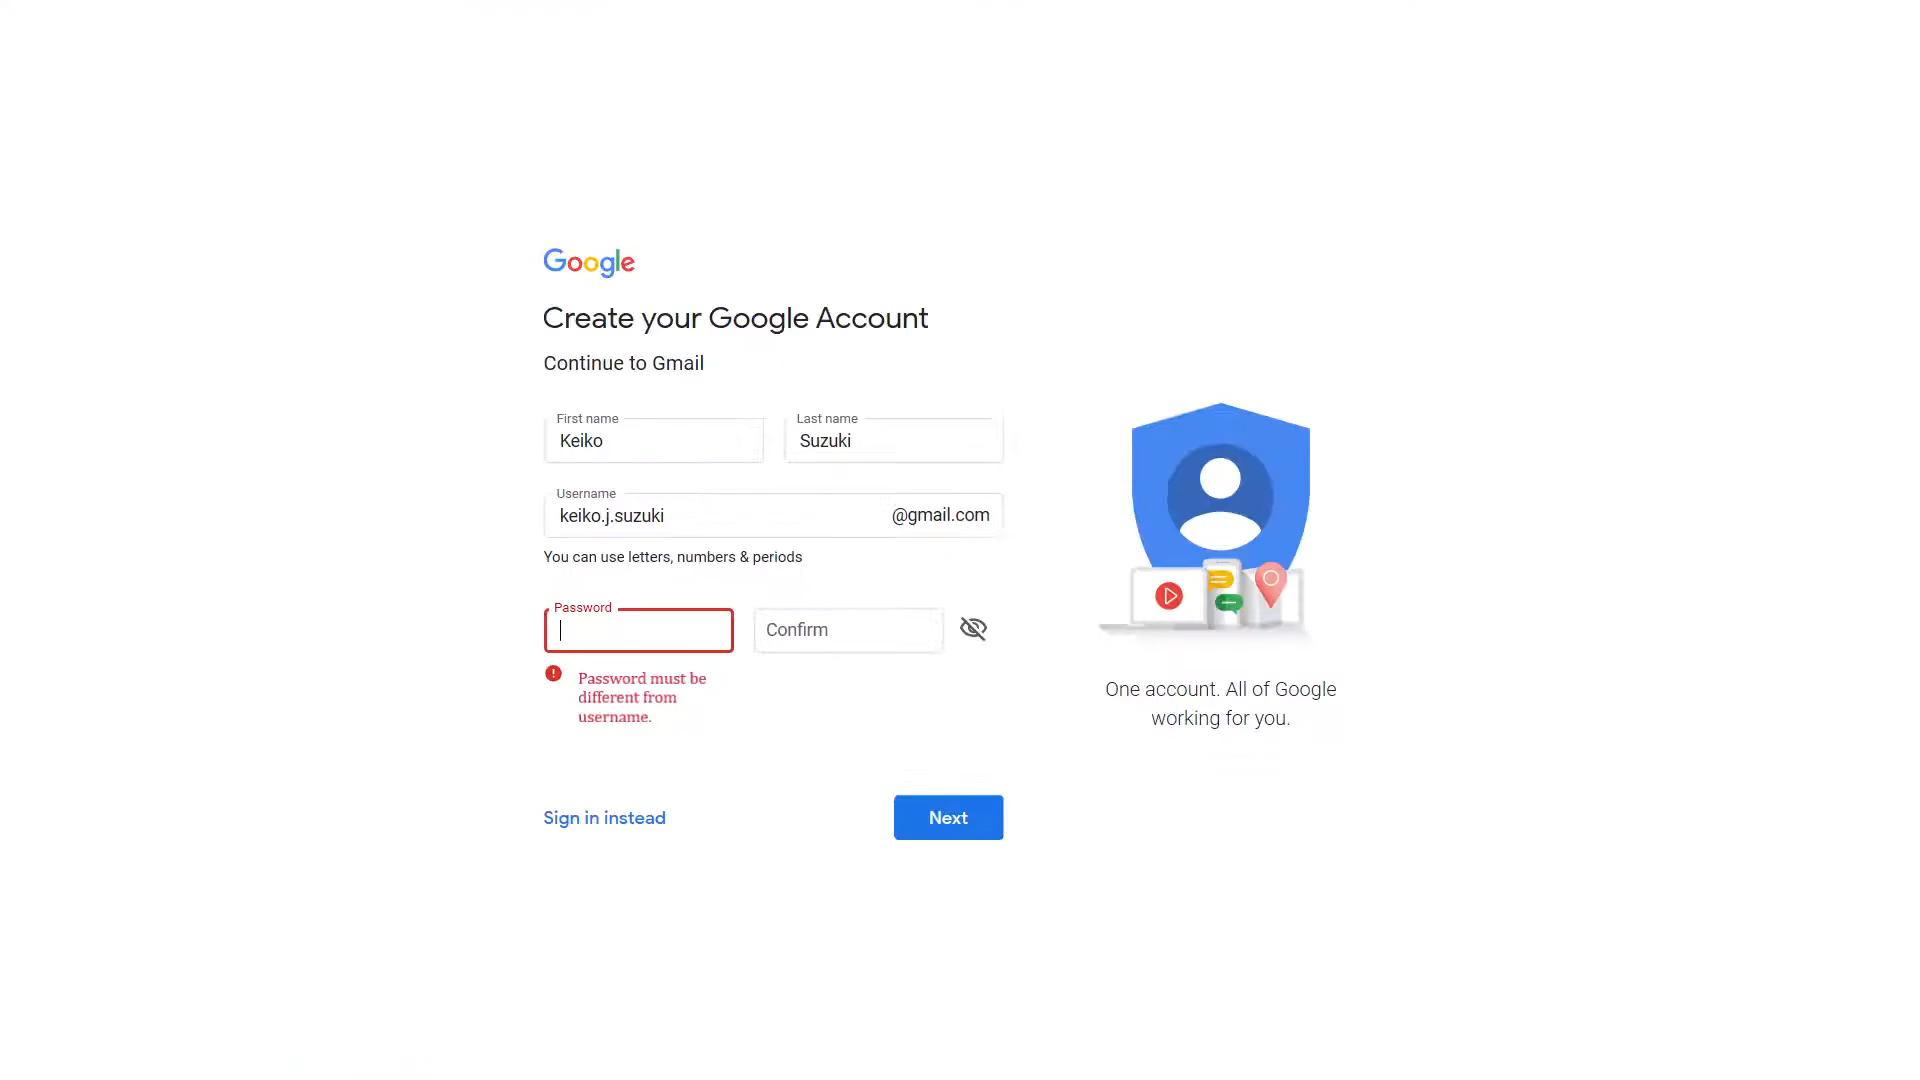 Google
Create your Google Account
Continue to Gmail
First name
Last name
Keiko
Suzuki
Username
keiko.j.suzuki
@gmail.com
You can use letters, numbers & periods
Password
Confirm
Password must be
different from
username.
One account. All of Google
working for you.
Sign in instead
Next